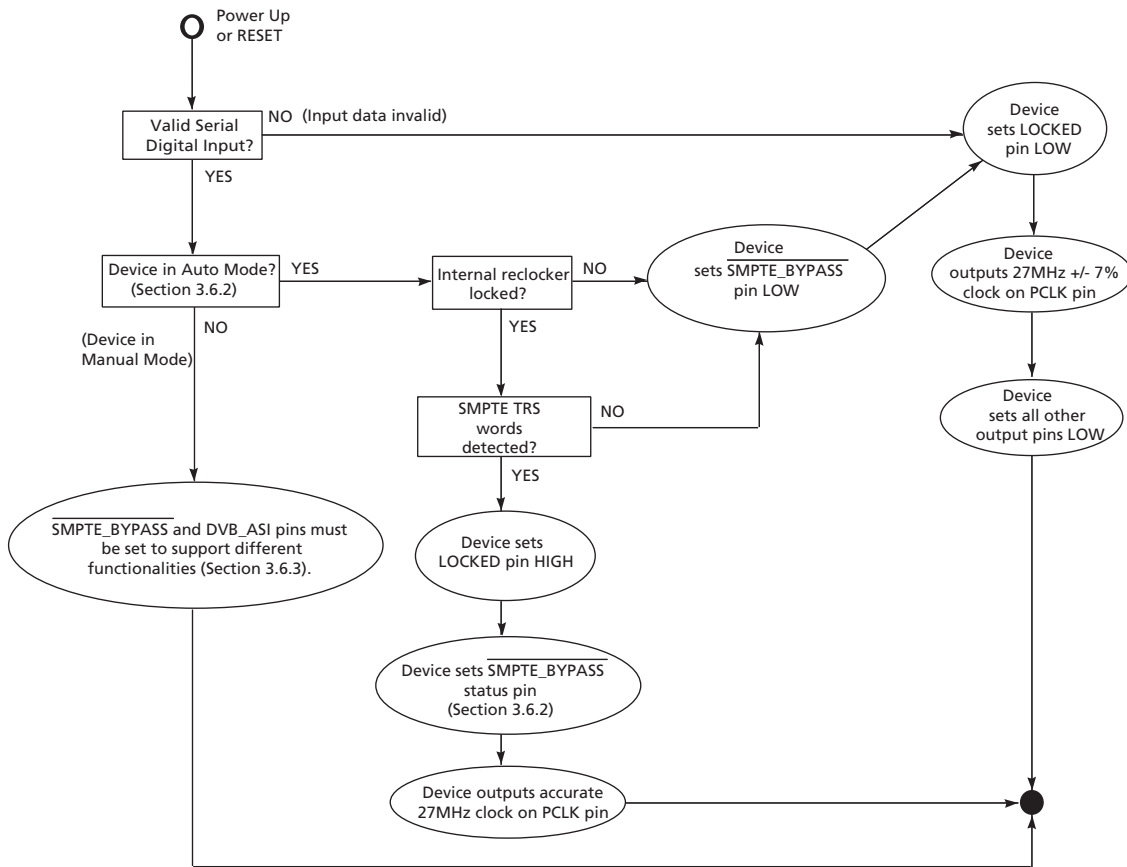 Power Up
or RESET
Valid Serial
Digital Input?
NO (Input data invalid)
YES
Device
sets LOCKED
pin LOW
Device in Auto Mode?
(Section 3.6.2)
YES
Internal reclocker
locked?
NO
Device
sets SMPTE_BYPASS
pin LOW
Device
outputs 27MHz +/- 7%
clock on PCLK pin
NO
(Device in
Manual Mode)
YES
SMPTE TRS
words
detected?
NO
Device
sets all other
output pins LOW
YES
SMPTE_BYPASS and DVB_ASI pins must
be set to support different
functionalities (Section 3.6.3).
Device sets
LOCKED pin HIGH
Device sets SMPTE_BYPASS
status pin
(Section 3.6.2)
Device outputs accurate
27MHz clock on PCLK pin